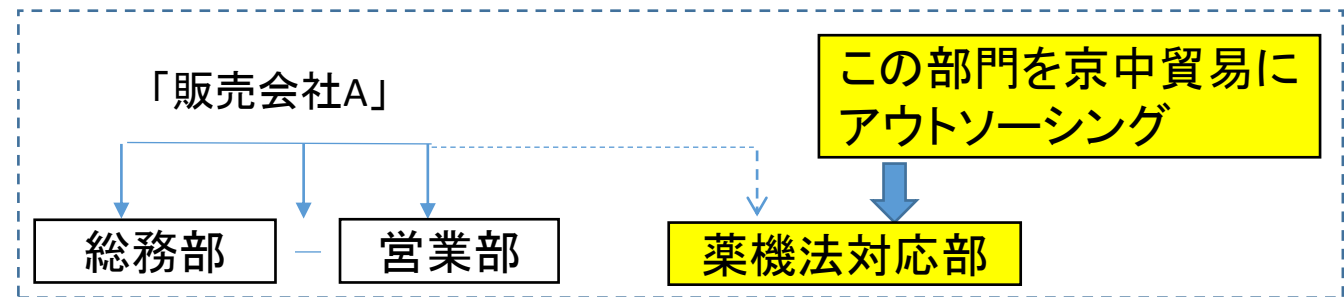 「販売会社A」
この部門を京中貿易に
アウトソーシング
総務部
営業部
薬機法対応部